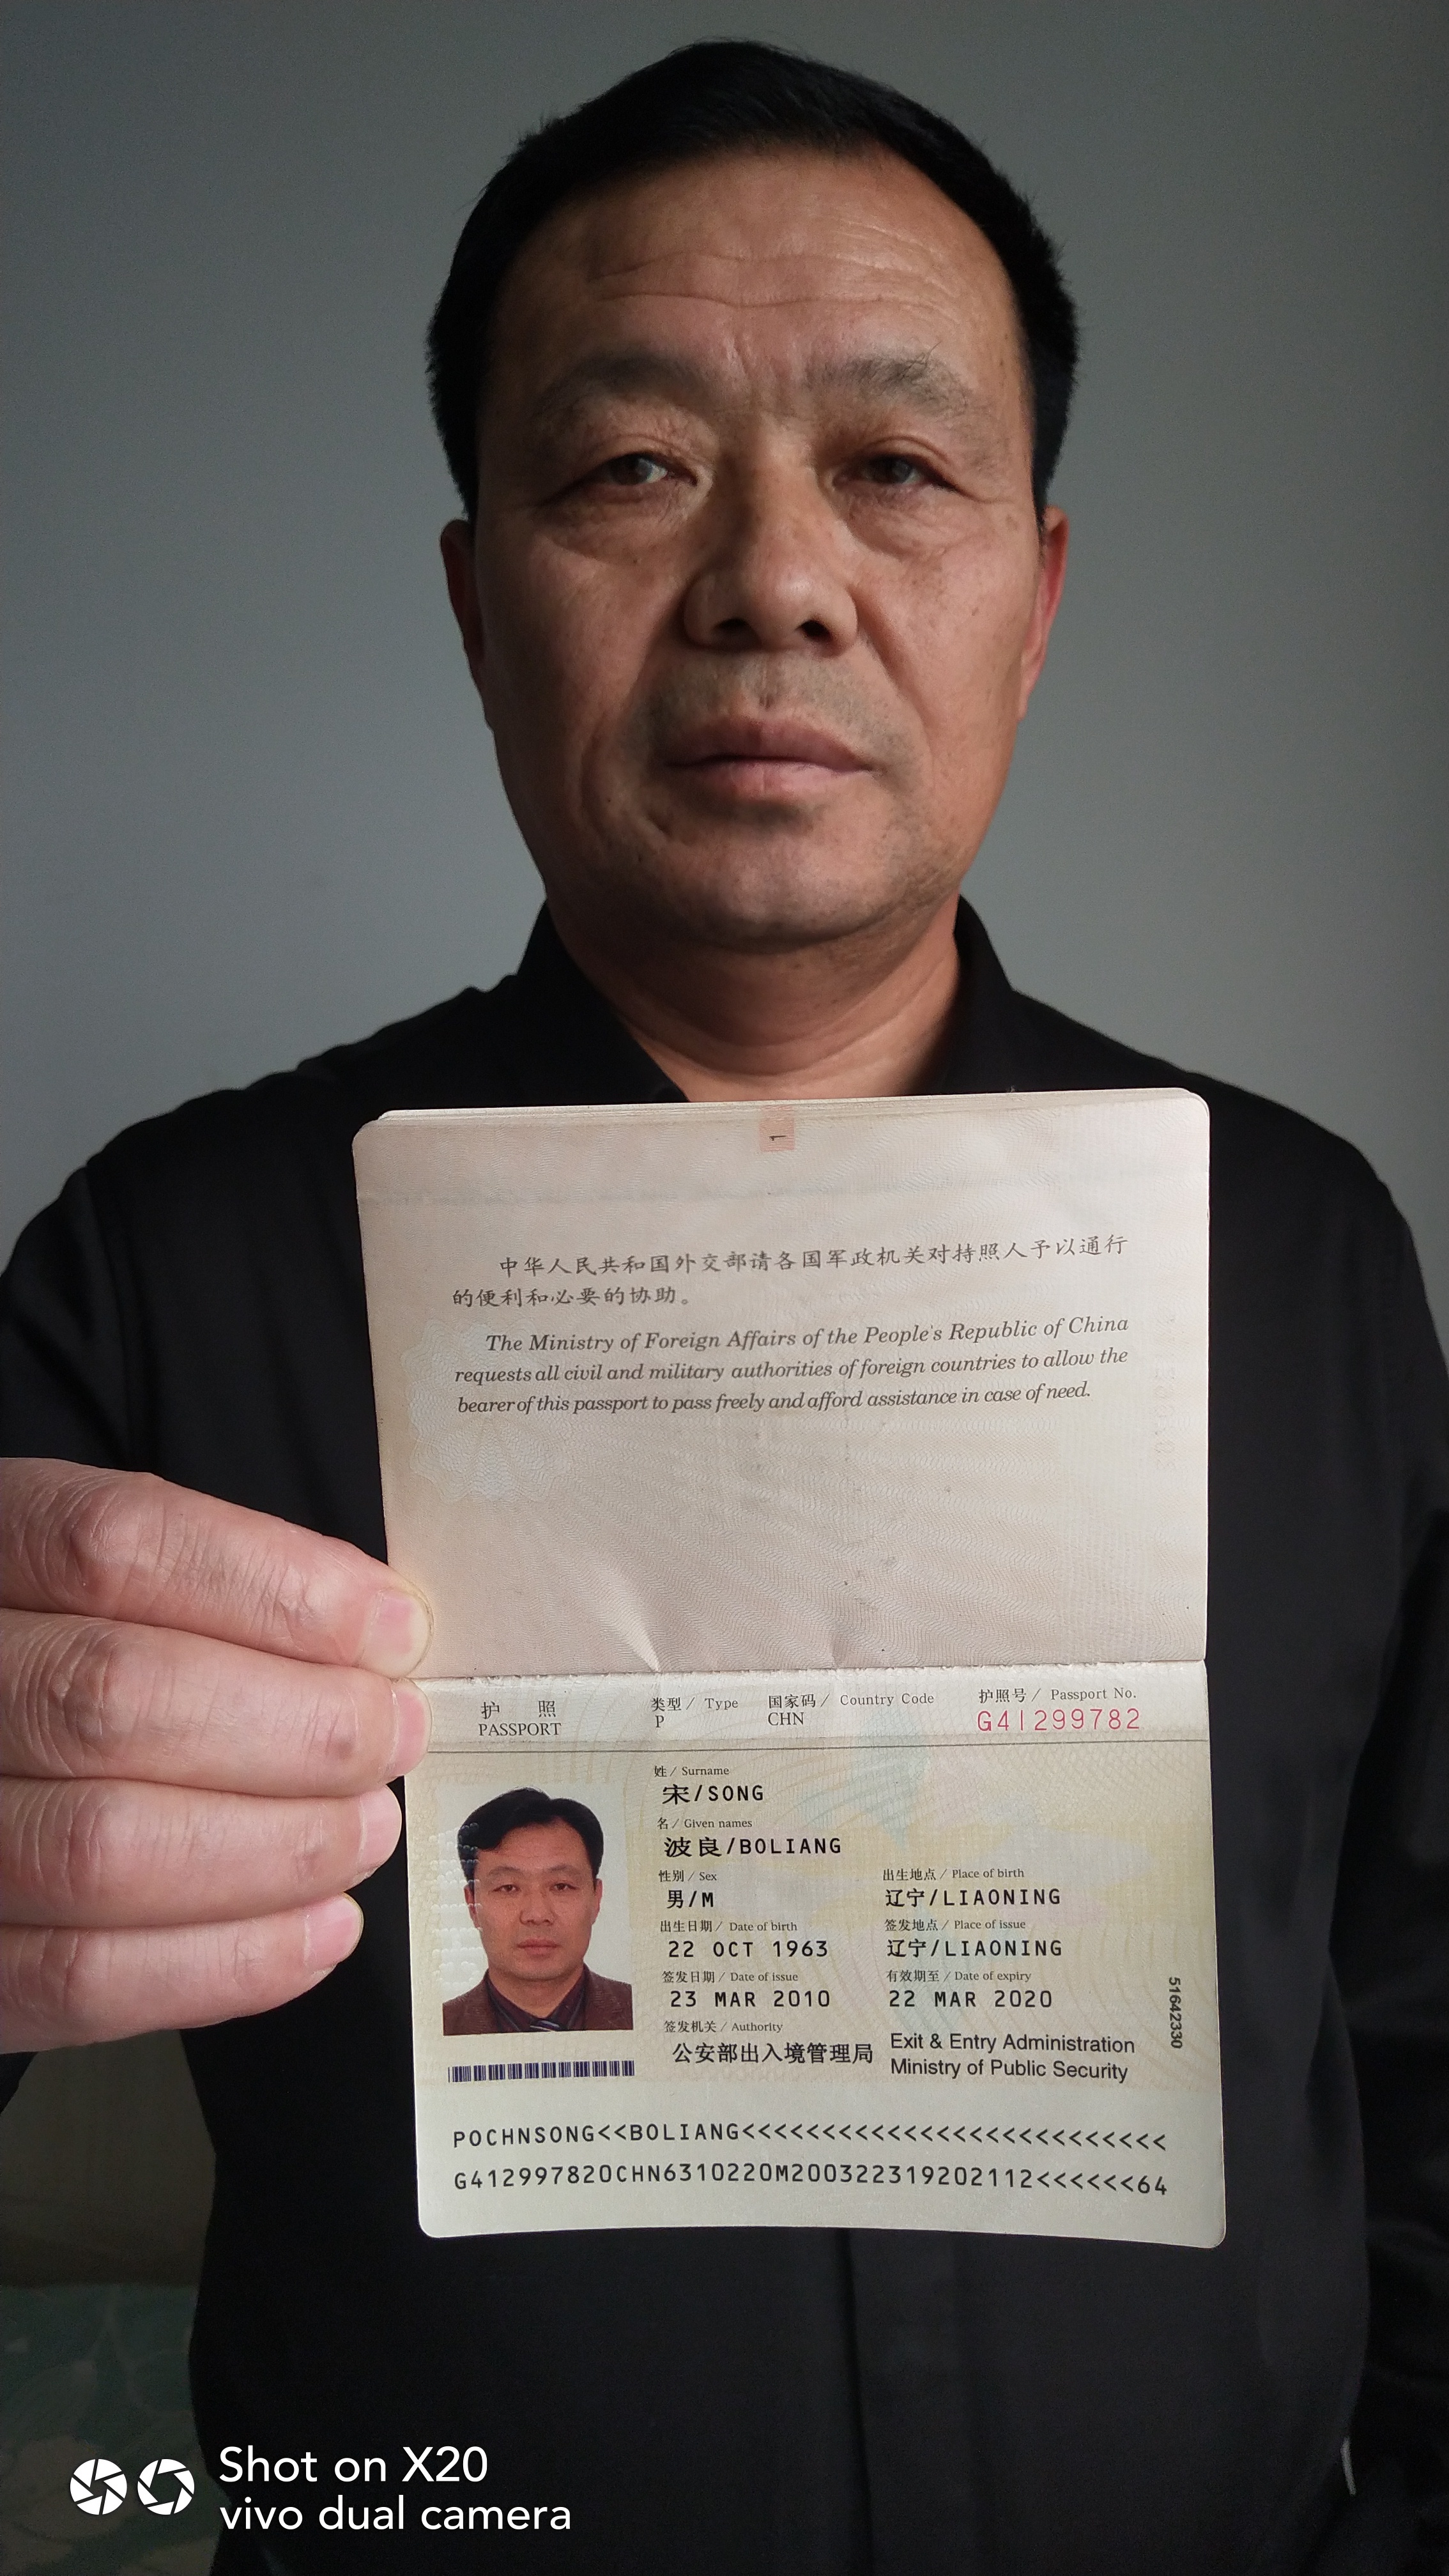 1
中华人民共和国外交部请各国军政机关对持照人予以通行
的便利和必要的协助。
The Ministry of Foreign Affairs of the People's Republic of China
requests all civil and military authorities of foreign countries to allow the
bearer of this passport to pass freely and afford assistance in case of need.
护 照
PASSPORT
类型 / Type
P
国家码 / Country Code
CHN
护照号 / Passport No.
G41299782
姓 / Surname
宋/SONG
名 / Given names
波良/BOLIANG
性别 / Sex
男/M
出生地点 / Place of birth
辽宁/LIAONING
出生日期 / Date of birth
22 OCT 1963
签发地点 / Place of issue
辽宁/LIAONING
签发日期 / Date of issue
23 MAR 2010
有效期至 / Date of expiry
22 MAR 2020
签发机关 / Authority
公安部出入境管理局
Exit & Entry Administration
Ministry of Public Security
51642330
POCHNSONG<<BOLIANG<<<<<<<<<<<<<<<<<<<<<<<<<<
G412997820CHN6310220M200322319202112<<<<<<64
Shot on X20
vivo dual camera